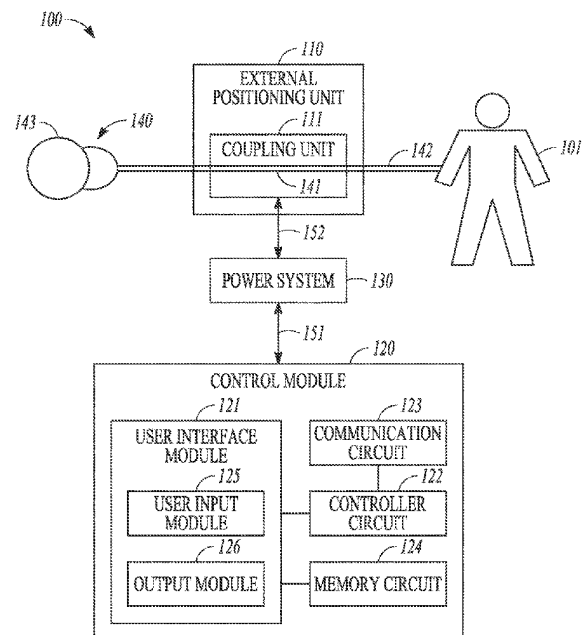 100
110
EXTERNAL
POSITIONING UNIT
143
140
111
COUPLING UNIT
142
101
141
152
POWER SYSTEM
130
151
120
CONTROL MODULE
121
USER INTERFACE
MODULE
123
COMMUNICATION
CIRCUIT
125
USER INPUT
MODULE
122
CONTROLLER
CIRCUIT
126
OUTPUT MODULE
124
MEMORY CIRCUIT